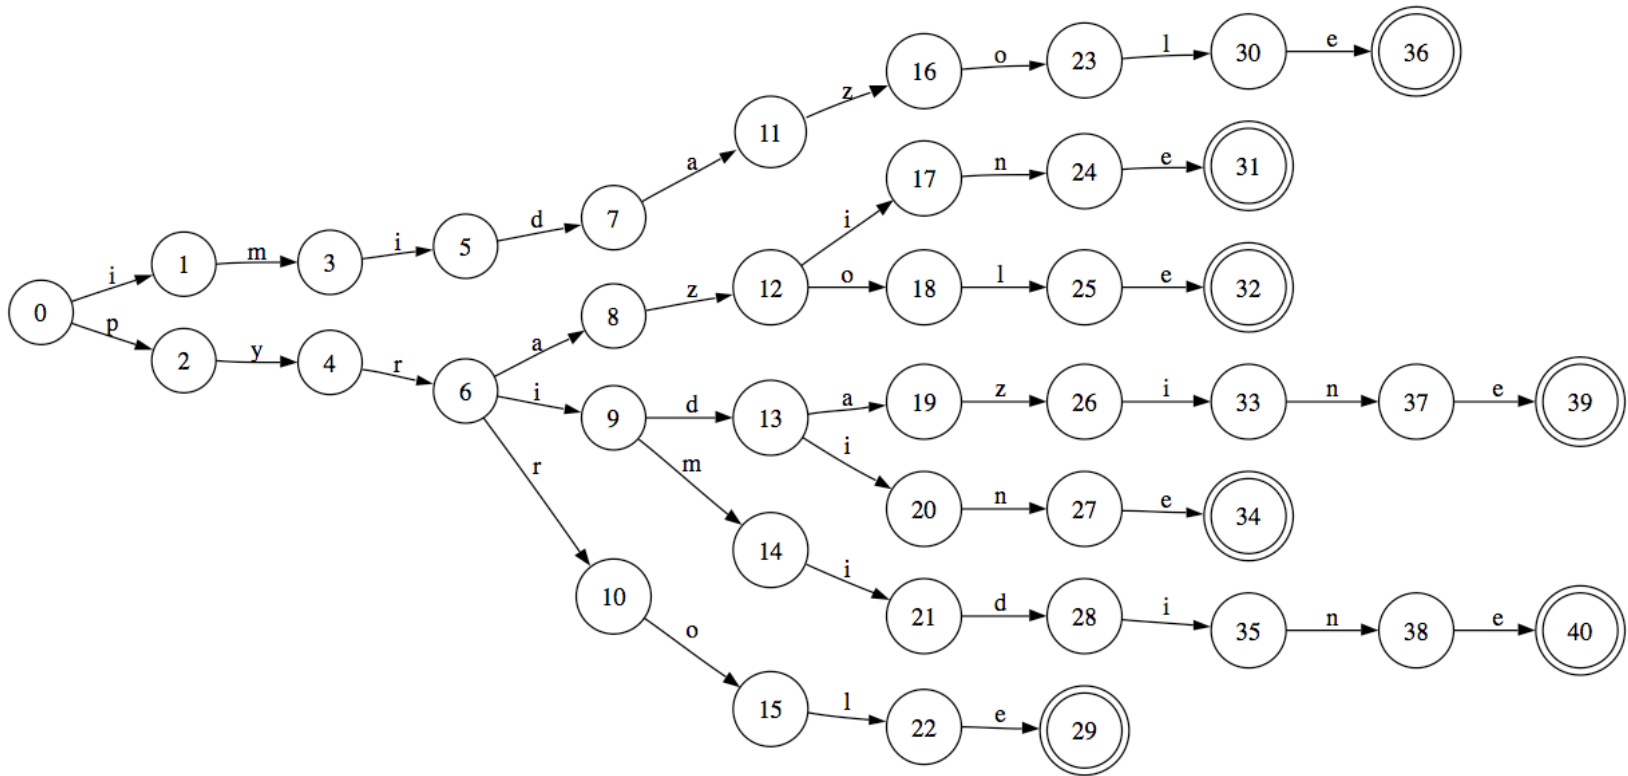 0 i 1 m 3 i 5 d 7 a 11 z 16 o 23 l 30 e 36
p 2 y 4 r 6 a 8 z 12 i 17 n 24 e 31
o 18 l 25 e 32
i 9 d 13 a 19 z 26 i 33 n 37 e 39
i 20 n 27 e 34
m 14 i 21 d 28 i 35 n 38 e 40
r 10 o 15 l 22 e 29